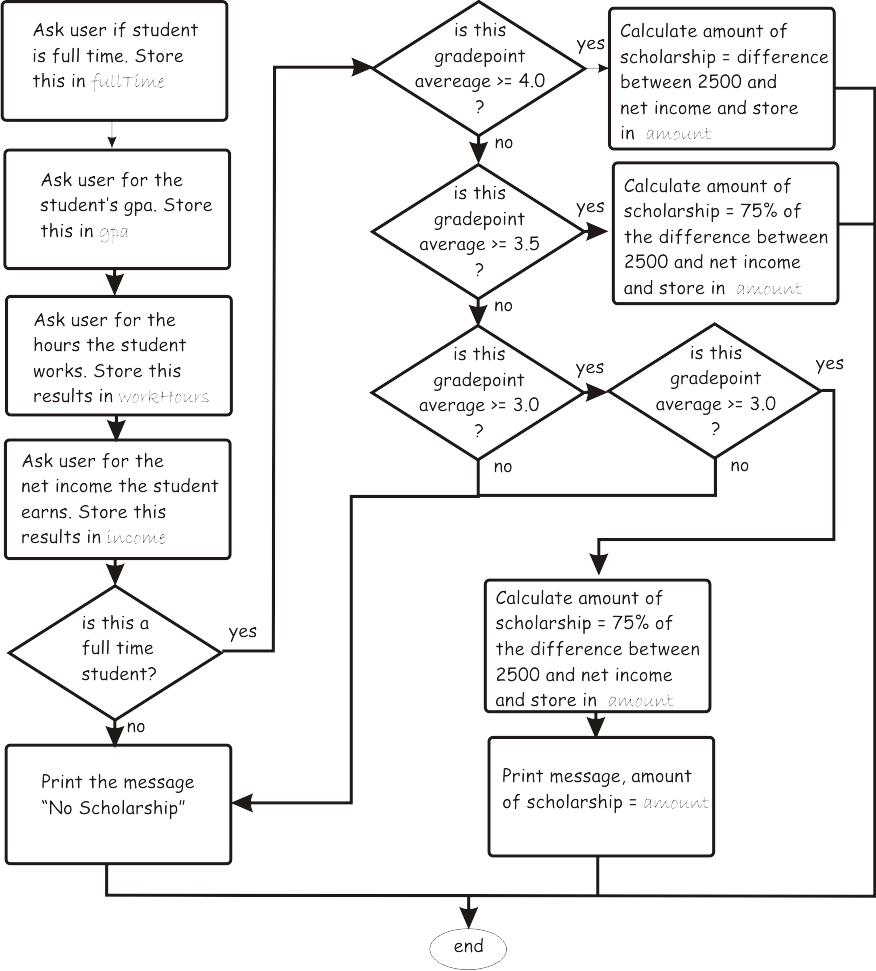 Ask user if student
is full time. Store
this in fullTime
Ask user for the
student's gpa. Store
this in gpa
Ask user for the
hours the student
works. Store this
results in workHours
Ask user for the
net income the student
earns. Store this
results in income
is this a
full time
student?
yes
no
Print the message
“No Scholarship”
is this
gradepoint
avereage >= 4.0
?
yes
no
Calculate amount of
scholarship = difference
between 2500 and
net income and store
in amount
is this
gradepoint
average >= 3.5
?
yes
no
Calculate amount of
scholarship = 75% of
the difference between
2500 and net income
and store in amount
is this
gradepoint
average >= 3.0
?
yes
no
is this
gradepoint
average >= 3.0
?
yes
no
Calculate amount of
scholarship = 75% of
the difference between
2500 and net income
and store in amount
Print message, amount
of scholarship = amount
end